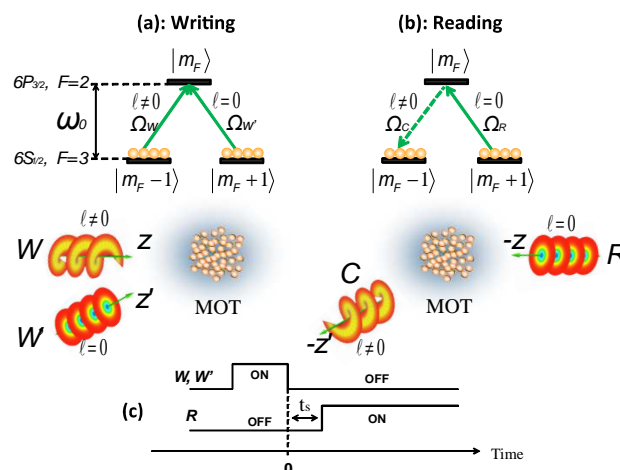 (a): Writing
(b): Reading
|m_F⟩
|m_F⟩
6P3/2, F=2
ℓ≠0
ℓ=0
ℓ≠0
ℓ=0
ω0
ΩW
ΩW'
ΩC
ΩR
6S1/2, F=3
|m_F −1⟩
|m_F +1⟩
|m_F −1⟩
|m_F +1⟩
ℓ≠0
ℓ=0
W
z
-z
R
C
W'
z'
MOT
MOT
ℓ=0
-z'
ℓ≠0
W, W'
ON
OFF
(c)
ts
R
OFF
ON
Time
0